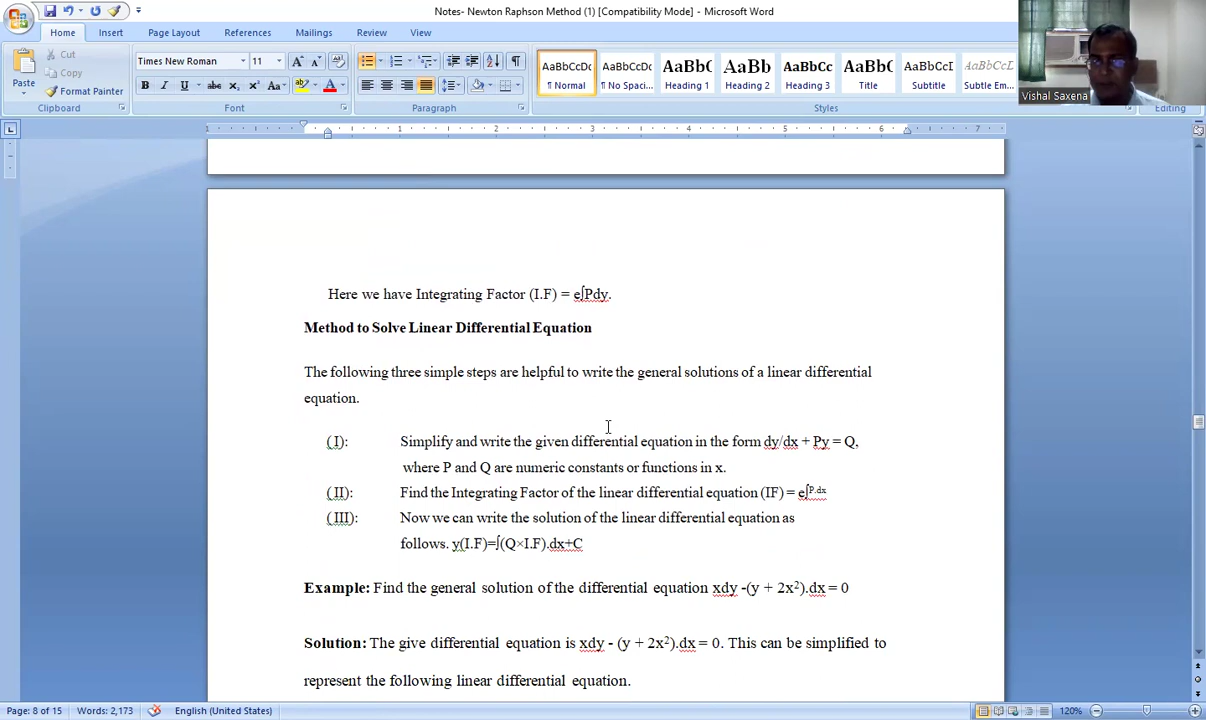 Notes- Newton Raphson Method (1) [Compatibility Mode] - Microsoft Word
Home Insert Page Layout References Mailings Review View
Cut
Copy
Format Painter
Paste
Clipboard
Times New Roman 11
Font
Paragraph
AaBbCcDc AaBbCcDc AaBbC AaBb AaBbCc AaBbC AaBbCcI AaBbCcDc
¶ Normal ¶ No Spaci... Heading 1 Heading 2 Heading 3 Title Subtitle Subtle Em...
Styles
Editing
Vishal Saxena
Here we have Integrating Factor (I.F) = e∫Pdy.
Method to Solve Linear Differential Equation
The following three simple steps are helpful to write the general solutions of a linear differential
equation.
( I): Simplify and write the given differential equation in the form dy/dx + Py = Q,
where P and Q are numeric constants or functions in x.
( II): Find the Integrating Factor of the linear differential equation (IF) = e∫ᴾ·ᵈˣ
( III): Now we can write the solution of the linear differential equation as
follows. y(I.F)=∫(Q×I.F).dx+C
Example: Find the general solution of the differential equation xdy -(y + 2x²).dx = 0
Solution: The give differential equation is xdy - (y + 2x²).dx = 0. This can be simplified to
represent the following linear differential equation.
Page: 8 of 15 Words: 2,173 English (United States) 120%